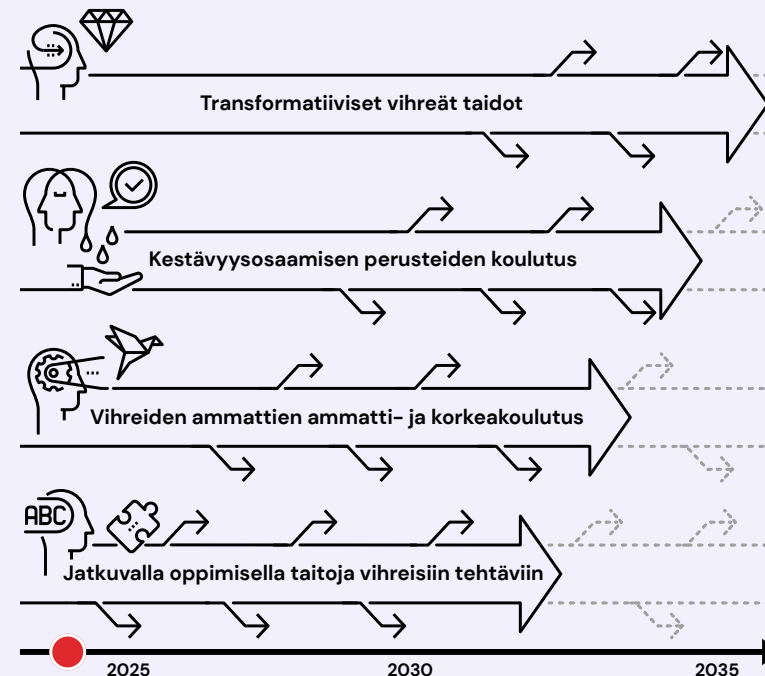 Transformatiiviset vihreät taidot
Kestävyysosaamisen perusteiden koulutus
Vihreiden ammattien ammatti- ja korkeakoulutus
ABC
Jatkuvalla oppimisella taitoja vihreisiin tehtäviin
2025 2030 2035